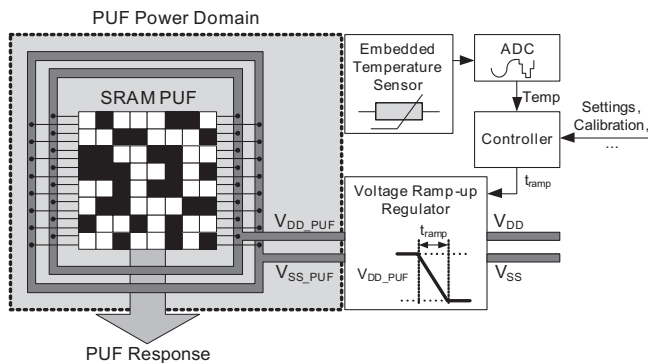 PUF Power Domain
SRAM PUF
Embedded
Temperature
Sensor
ADC
Temp
Controller
Settings,
Calibration,
...
t_ramp
Voltage Ramp-up
Regulator
t_ramp
V_DD_PUF
V_DD_PUF
V_SS_PUF
V_DD
V_SS
PUF Response